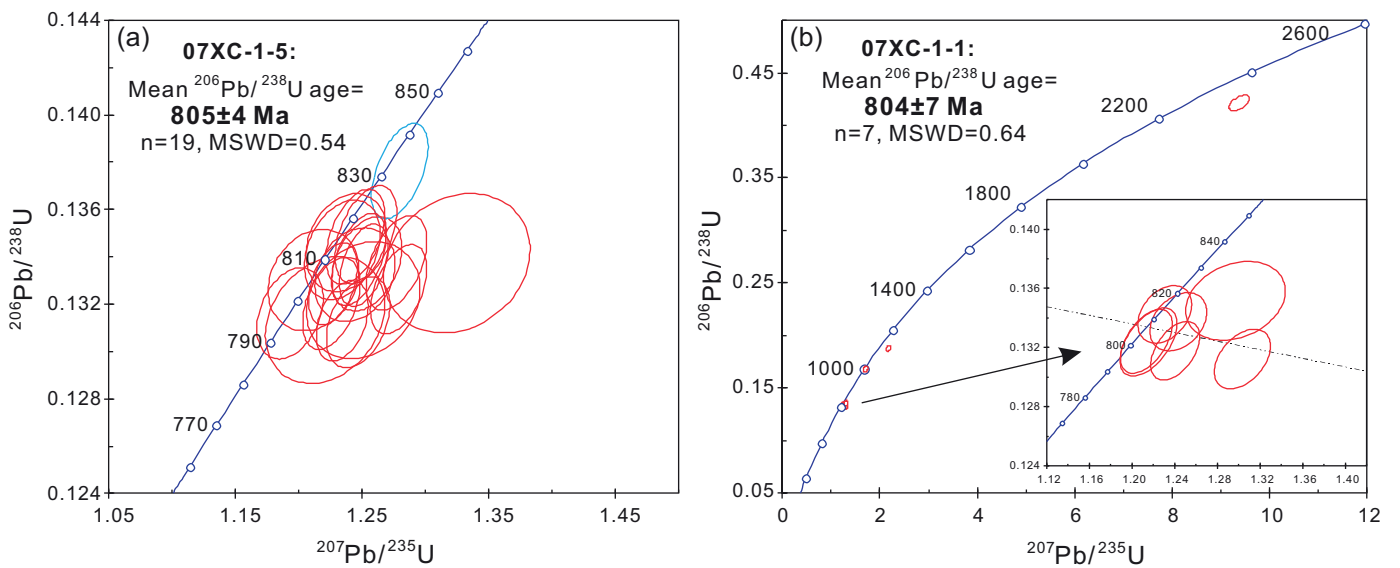 (a)
07XC-1-5:
Mean ²⁰⁶Pb/²³⁸U age=
805±4 Ma
n=19, MSWD=0.54
850
830
810
790
770
0.144
0.140
0.136
0.132
0.128
0.124
²⁰⁶Pb/²³⁸U
1.05 1.15 1.25 1.35 1.45
²⁰⁷Pb/²³⁵U
(b)
07XC-1-1:
Mean ²⁰⁶Pb/²³⁸U age=
804±7 Ma
n=7, MSWD=0.64
2600
2200
1800
1400
1000
0.45
0.35
0.25
0.15
0.05
²⁰⁶Pb/²³⁸U
0.140
0.136
0.132
0.128
0.124
840
820
800
780
1.12 1.16 1.20 1.24 1.28 1.32 1.36 1.40
0 2 4 6 8 10 12
²⁰⁷Pb/²³⁵U